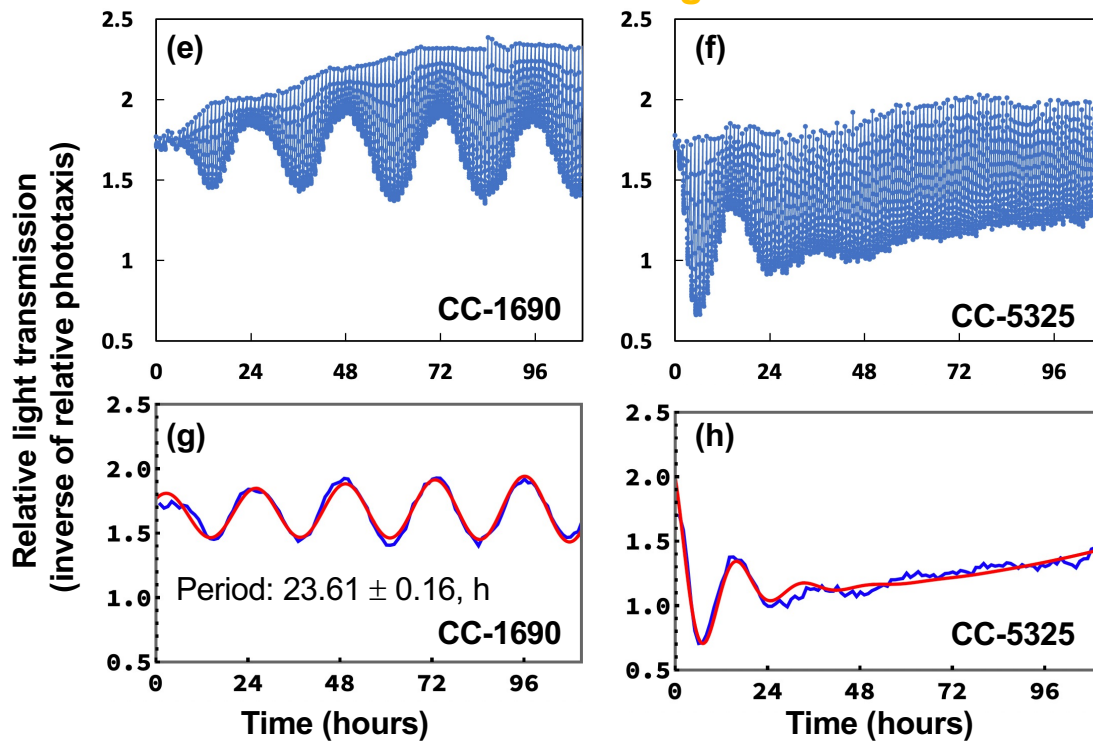 g
Relative light transmission
(inverse of relative phototaxis)
2.5
2
1.5
1
0.5
(e)
CC-1690
0 24 48 72 96
2.5
2
1.5
1
0.5
(f)
CC-5325
0 24 48 72 96
2.5
2.0
1.5
1.0
0.5
(g)
Period: 23.61 ± 0.16, h
CC-1690
0 24 48 72 96
Time (hours)
2.5
2.0
1.5
1.0
0.5
(h)
CC-5325
0 24 48 72 96
Time (hours)